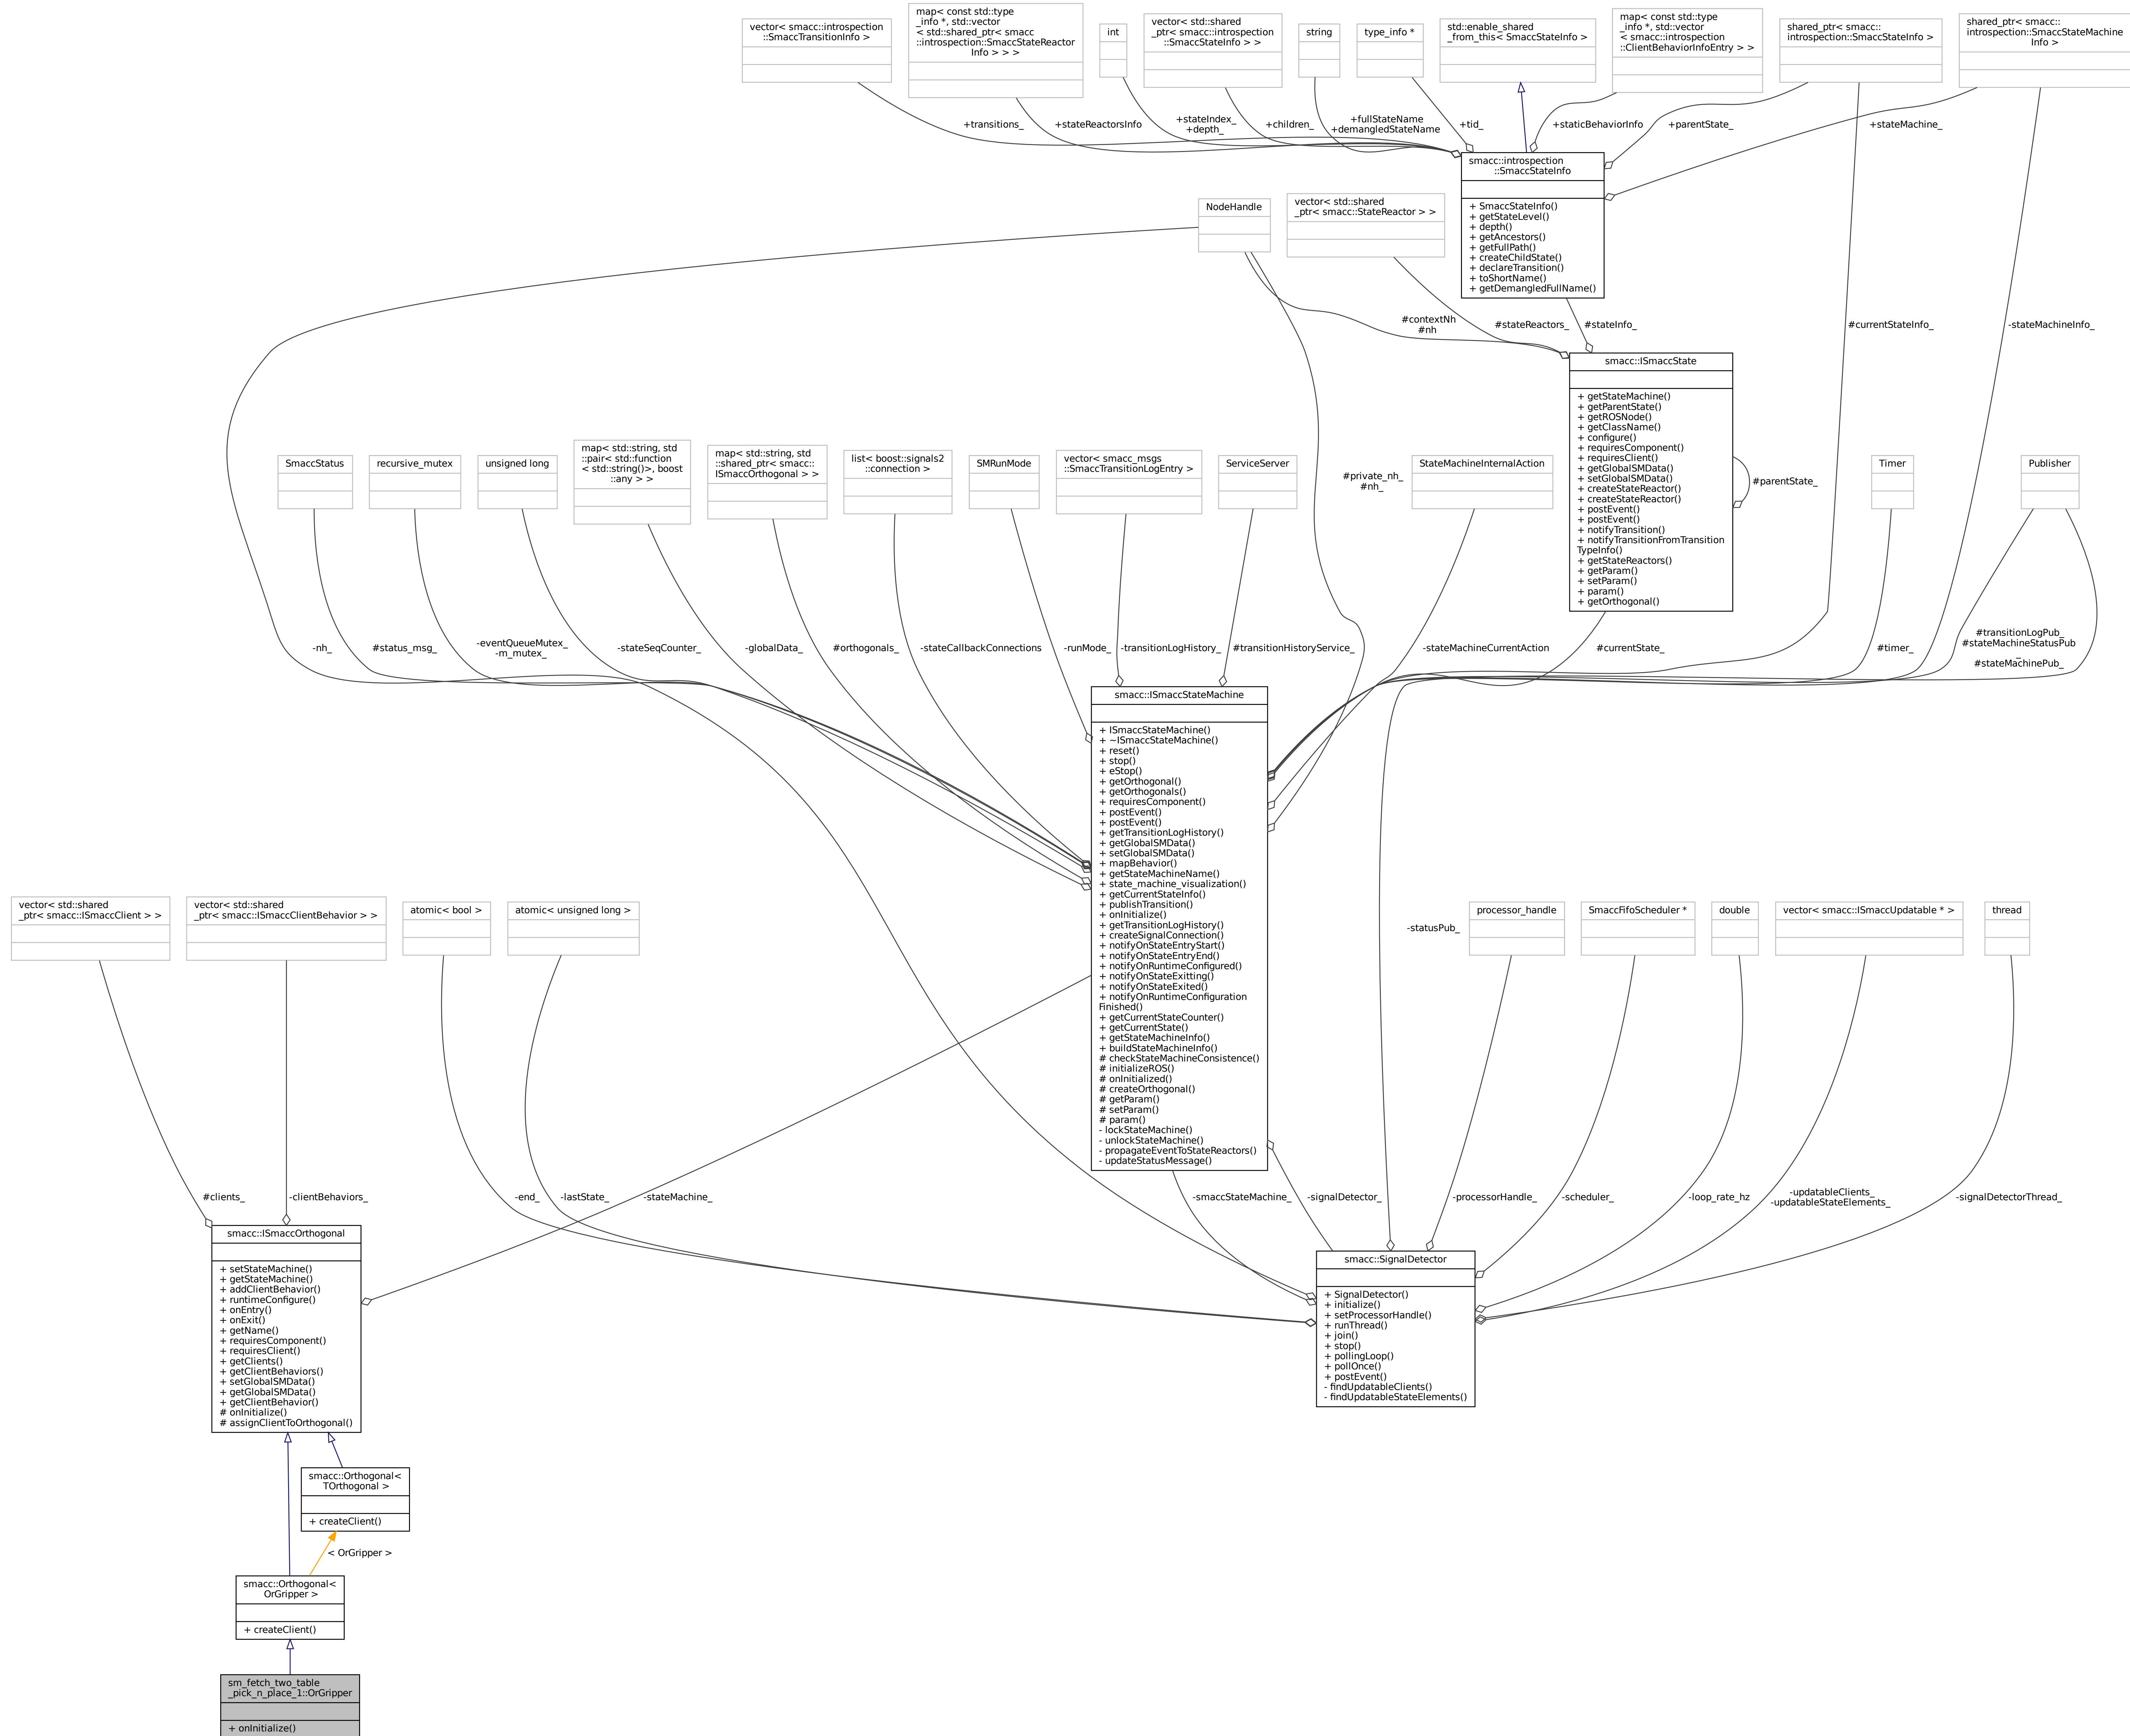 vector< smacc::introspection
::SmaccTransitionInfo >
map< const std::type
_info *, std::vector
< std::shared_ptr< smacc
::introspection::SmaccStateReactor
Info > > >
int
vector< std::shared
_ptr< smacc::introspection
::SmaccStateInfo > >
string
type_info *
std::enable_shared
_from_this< SmaccStateInfo >
map< const std::type
_info *, std::vector
< smacc::introspection
::ClientBehaviorInfoEntry > >
shared_ptr< smacc::
introspection::SmaccStateInfo >
shared_ptr< smacc::
introspection::SmaccStateMachine
Info >
+transitions_
+stateReactorsInfo
+stateIndex_
+depth_
+children_
+fullStateName
+demangledStateName
+tid_
+staticBehaviorInfo
+parentState_
+stateMachine_
smacc::introspection
::SmaccStateInfo
+ SmaccStateInfo()
+ getStateLevel()
+ depth()
+ getAncestors()
+ getFullPath()
+ createChildState()
+ declareTransition()
+ toShortName()
+ getDemangledFullName()
NodeHandle
vector< std::shared
_ptr< smacc::StateReactor > >
#contextNh
#nh
#stateReactors_
#stateInfo_
#currentStateInfo_
-stateMachineInfo_
smacc::ISmaccState
+ getStateMachine()
+ getParentState()
+ getROSNode()
+ getClassName()
+ configure()
+ requiresComponent()
+ requiresClient()
+ getGlobalSMData()
+ setGlobalSMData()
+ createStateReactor()
+ createStateReactor()
+ postEvent()
+ postEvent()
+ notifyTransition()
+ notifyTransitionFromTransition
TypeInfo()
+ getStateReactors()
+ getParam()
+ setParam()
+ param()
+ getOrthogonal()
#parentState_
SmaccStatus
recursive_mutex
unsigned long
map< std::string, std
::pair< std::function
< std::string()>, boost
::any > >
map< std::string, std
::shared_ptr< smacc::
ISmaccOrthogonal > >
list< boost::signals2
::connection >
SMRunMode
vector< smacc_msgs
::SmaccTransitionLogEntry >
ServiceServer
#private_nh_
#nh_
StateMachineInternalAction
Timer
Publisher
-nh_
#status_msg_
-eventQueueMutex_
-m_mutex_
-stateSeqCounter_
-globalData_
#orthogonals_
-stateCallbackConnections
-runMode_
-transitionLogHistory_
#transitionHistoryService_
-stateMachineCurrentAction
#currentState_
#timer_
#transitionLogPub_
#stateMachineStatusPub
_
#stateMachinePub_
smacc::ISmaccStateMachine
+ ISmaccStateMachine()
+ ~ISmaccStateMachine()
+ reset()
+ stop()
+ eStop()
+ getOrthogonal()
+ getOrthogonals()
+ requiresComponent()
+ postEvent()
+ postEvent()
+ getTransitionLogHistory()
+ getGlobalSMData()
+ setGlobalSMData()
+ mapBehavior()
+ getStateMachineName()
+ state_machine_visualization()
+ getCurrentStateInfo()
+ publishTransition()
+ onInitialize()
+ getTransitionLogHistory()
+ createSignalConnection()
+ notifyOnStateEntryStart()
+ notifyOnStateEntryEnd()
+ notifyOnRuntimeConfigured()
+ notifyOnStateExitting()
+ notifyOnStateExited()
+ notifyOnRuntimeConfiguration
Finished()
+ getCurrentStateCounter()
+ getCurrentState()
+ getStateMachineInfo()
+ buildStateMachineInfo()
# checkStateMachineConsistence()
# initializeROS()
# onInitialized()
# createOrthogonal()
# getParam()
# setParam()
# param()
- lockStateMachine()
- unlockStateMachine()
- propagateEventToStateReactors()
- updateStatusMessage()
vector< std::shared
_ptr< smacc::ISmaccClient > >
vector< std::shared
_ptr< smacc::ISmaccClientBehavior > >
atomic< bool >
atomic< unsigned long >
-statusPub_
processor_handle
SmaccFifoScheduler *
double
vector< smacc::ISmaccUpdatable * >
thread
#clients_
-clientBehaviors_
-end_
-lastState_
-stateMachine_
-smaccStateMachine_
-signalDetector_
-processorHandle_
-scheduler_
-loop_rate_hz
-updatableClients_
-updatableStateElements_
-signalDetectorThread_
smacc::ISmaccOrthogonal
+ setStateMachine()
+ getStateMachine()
+ addClientBehavior()
+ runtimeConfigure()
+ onEntry()
+ onExit()
+ getName()
+ requiresComponent()
+ requiresClient()
+ getClients()
+ getClientBehaviors()
+ setGlobalSMData()
+ getGlobalSMData()
+ getClientBehavior()
# onInitialize()
# assignClientToOrthogonal()
smacc::SignalDetector
+ SignalDetector()
+ initialize()
+ setProcessorHandle()
+ runThread()
+ join()
+ stop()
+ pollingLoop()
+ pollOnce()
+ postEvent()
- findUpdatableClients()
- findUpdatableStateElements()
smacc::Orthogonal<
TOrthogonal >
+ createClient()
< OrGripper >
smacc::Orthogonal<
OrGripper >
+ createClient()
sm_fetch_two_table
_pick_n_place_1::OrGripper
+ onInitialize()